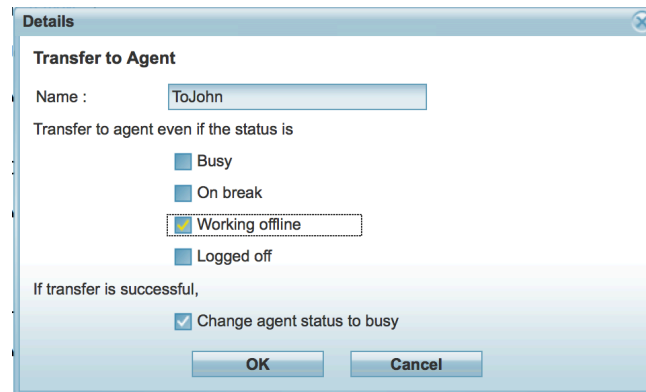 Details
Transfer to Agent
Name : ToJohn
Transfer to agent even if the status is
Busy
On break
Working offline
Logged off
If transfer is successful,
Change agent status to busy
OK Cancel